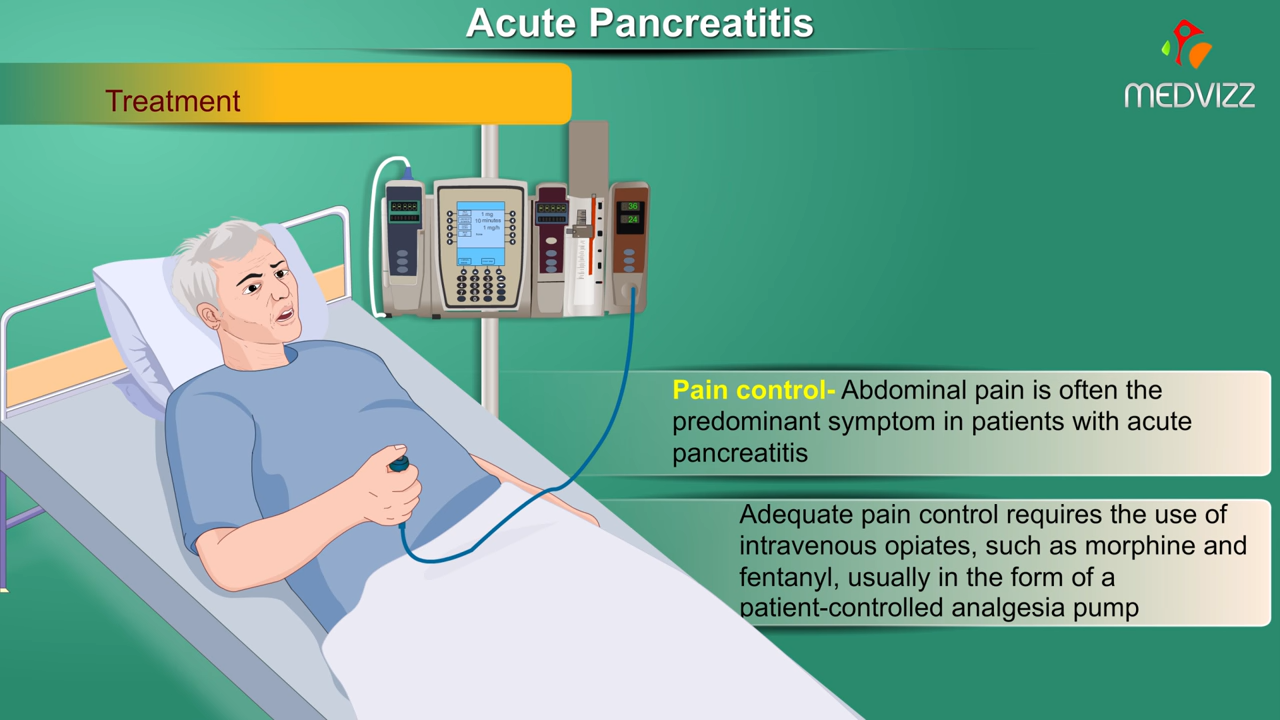 Acute Pancreatitis
MEDVIZZ
Treatment
1 mg
10 minutes
1 mg/h
36
24
Pain control- Abdominal pain is often the
predominant symptom in patients with acute
pancreatitis
Adequate pain control requires the use of
intravenous opiates, such as morphine and
fentanyl, usually in the form of a
patient-controlled analgesia pump